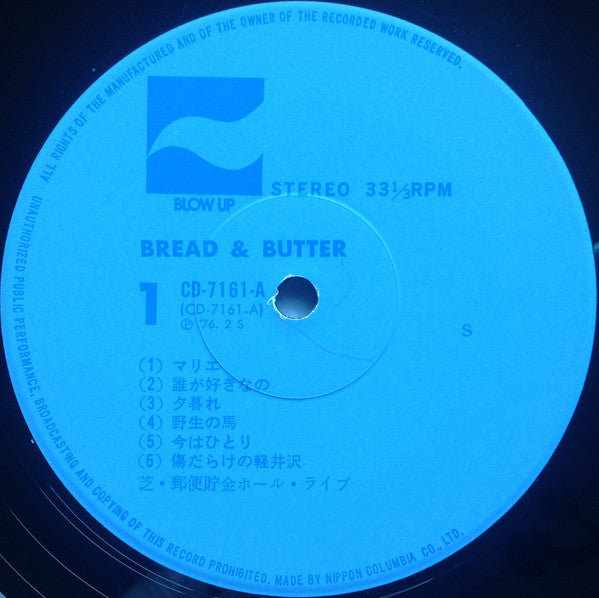 ALL RIGHTS OF THE MANUFACTURED AND OF THE OWNER OF THE RECORDED WORK RESERVED.
BLOW UP
STEREO 33⅓RPM
BREAD & BUTTER
1
CD-7161-A
(CD-7161-A)
Ⓟ '76. 2 S
S
(1) マリエ
(2) 誰が好きなの
(3) 夕暮れ
(4) 野生の馬
(5) 今はひとり
(6) 傷だらけの軽井沢
芝・郵便貯金ホール・ライブ
UNAUTHORIZED PUBLIC PERFORMANCE, BROADCASTING AND COPYING OF THIS RECORD PROHIBITED, MADE BY NIPPON COLUMBIA CO., LTD.